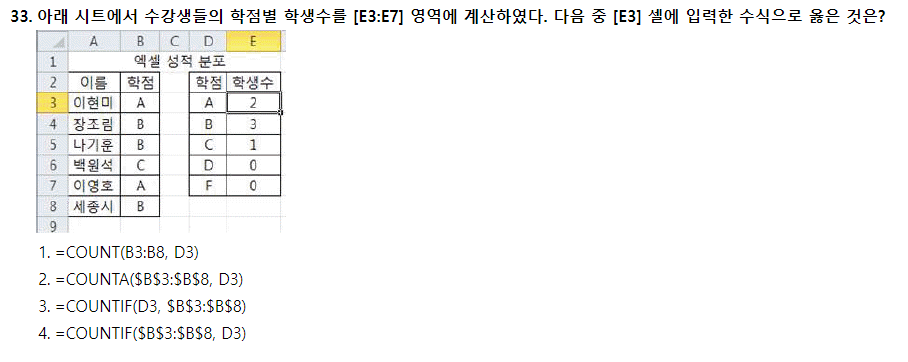 33. 아래 시트에서 수강생들의 학점별 학생수를 [E3:E7] 영역에 계산하였다. 다음 중 [E3] 셀에 입력한 수식으로 옳은 것은?
A B C D E
1 엑셀 성적 분포
2 이름 학점 학점 학생수
3 이현미 A A 2
4 장조림 B B 3
5 나기훈 B C 1
6 백원석 C D 0
7 이영호 A F 0
8 세종시 B
9
1. =COUNT(B3:B8, D3)
2. =COUNTA($B$3:$B$8, D3)
3. =COUNTIF(D3, $B$3:$B$8)
4. =COUNTIF($B$3:$B$8, D3)